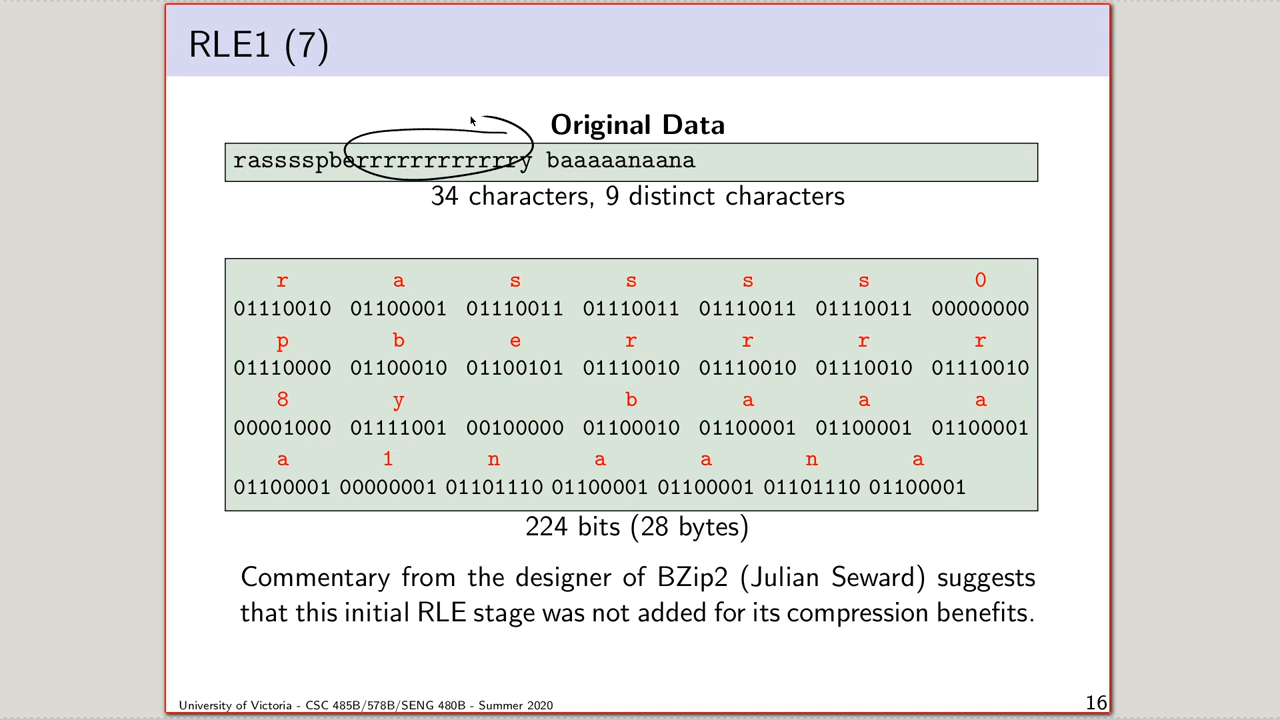 RLE1 (7)
Original Data
rasssspberrrrrrrrrrrry baaaaanaana
34 characters, 9 distinct characters
r a s s s s 0
01110010 01100001 01110011 01110011 01110011 01110011 00000000
p b e r r r r
01110000 01100010 01100101 01110010 01110010 01110010 01110010
8 y b a a a
00001000 01111001 00100000 01100010 01100001 01100001 01100001
a 1 n a a n a
01100001 00000001 01101110 01100001 01100001 01101110 01100001
224 bits (28 bytes)
Commentary from the designer of BZip2 (Julian Seward) suggests
that this initial RLE stage was not added for its compression benefits.
University of Victoria - CSC 485B/578B/SENG 480B - Summer 2020
16